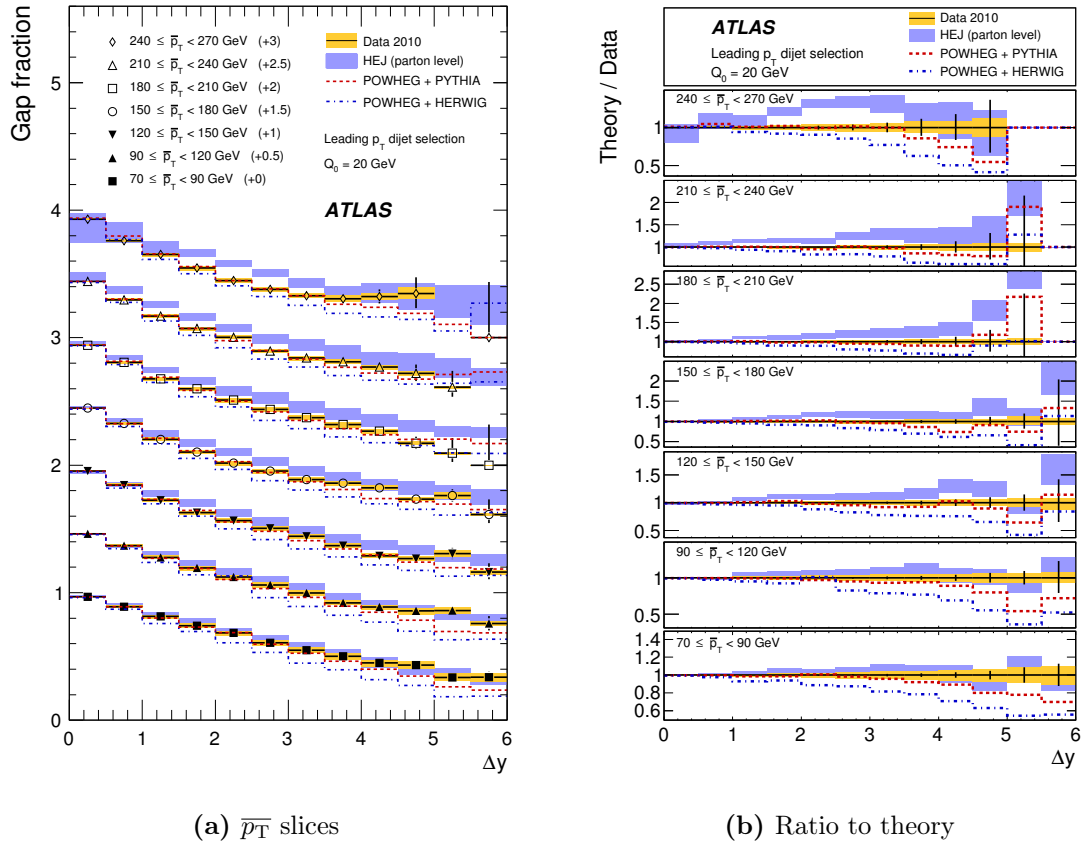 Gap fraction
5
4
3
2
1
0
240 ≤ p̅T < 270 GeV (+3)
210 ≤ p̅T < 240 GeV (+2.5)
180 ≤ p̅T < 210 GeV (+2)
150 ≤ p̅T < 180 GeV (+1.5)
120 ≤ p̅T < 150 GeV (+1)
90 ≤ p̅T < 120 GeV (+0.5)
70 ≤ p̅T < 90 GeV (+0)
Data 2010
HEJ (parton level)
POWHEG + PYTHIA
POWHEG + HERWIG
Leading pT dijet selection
Q0 = 20 GeV
ATLAS
0 1 2 3 4 5 6
Δy
(a) p̅T slices
Theory / Data
ATLAS
Leading pT dijet selection
Q0 = 20 GeV
Data 2010
HEJ (parton level)
POWHEG + PYTHIA
POWHEG + HERWIG
240 ≤ p̅T < 270 GeV
1
0.5
210 ≤ p̅T < 240 GeV
2
1.5
1
180 ≤ p̅T < 210 GeV
2.5
2
1.5
1
150 ≤ p̅T < 180 GeV
2
1.5
1
0.5
120 ≤ p̅T < 150 GeV
1.5
1
0.5
90 ≤ p̅T < 120 GeV
1
0.5
70 ≤ p̅T < 90 GeV
1.4
1.2
1
0.8
0.6
0 1 2 3 4 5 6
Δy
(b) Ratio to theory